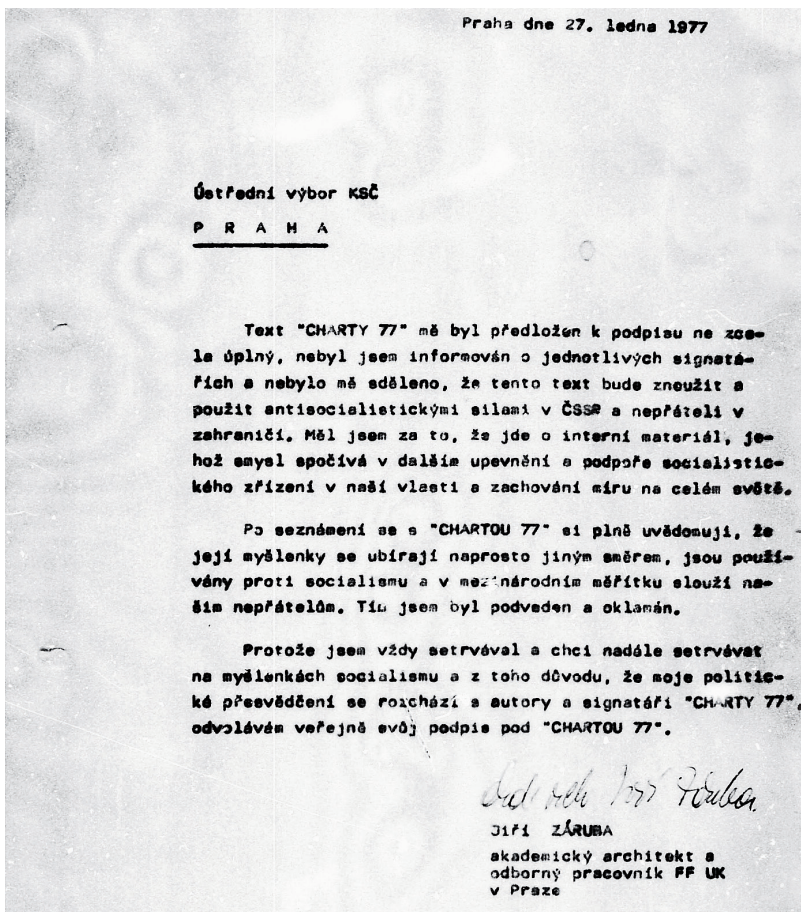 Praha dne 27. ledna 1977
Ústřední výbor KSČ
P R A H A
Text "CHARTY 77" mě byl předložen k podpisu ne zce-
la úplný, nebyl jsem informován o jednotlivých signatá-
řích a nebylo mě sděleno, že tento text bude zneužit a
použit antisocialistickými silami v ČSSR a nepřáteli v
zahraničí. Měl jsem za to, že jde o interní materiál, je-
hož smysl spočívá v dalším upevnění a podpoře socialistic-
kého zřízení v naší vlasti a zachování míru na celém světě.
Po seznámení se s "CHARTOU 77" si plně uvědomuji, že
její myšlenky se ubírají naprosto jiným směrem, jsou použí-
vány proti socialismu a v mezinárodním měřítku slouží na-
šim nepřátelům. Tím jsem byl podveden a oklamán.
Protože jsem vždy setrvával a chci nadále setrvávat
na myšlenkách socialismu a z toho důvodu, že moje politic-
ké přesvědčení se rozchází s autory a signatáři "CHARTY 77",
odvolávám veřejně svůj podpis pod "CHARTOU 77".
Jiří ZÁRUBA
akademický architekt a
odborný pracovník FF UK
v Praze